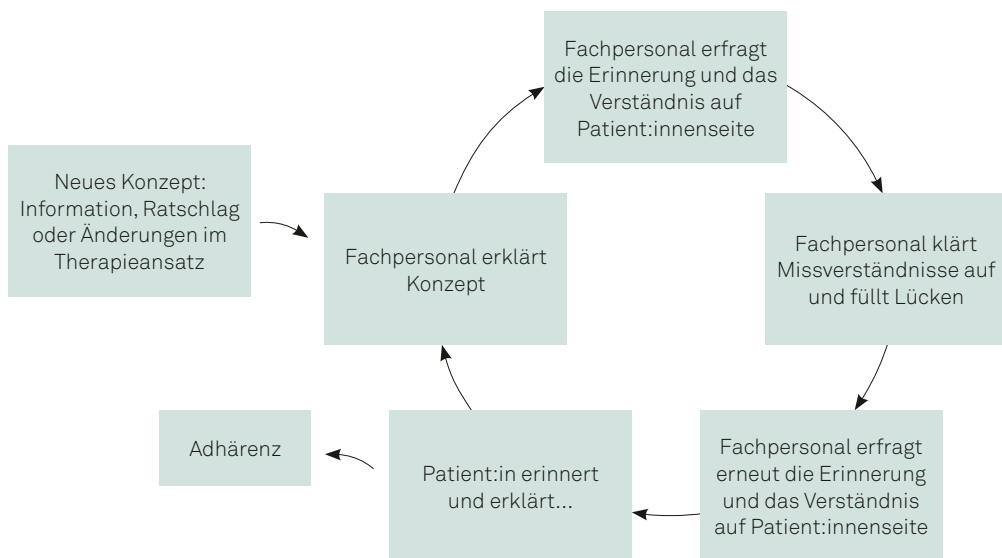 Neues Konzept:
Information, Ratschlag
oder Änderungen im
Therapieansatz
Fachpersonal erklärt
Konzept
Fachpersonal erfragt
die Erinnerung und das
Verständnis auf
Patient:innenseite
Fachpersonal klärt
Missverständnisse auf
und füllt Lücken
Fachpersonal erfragt
erneut die Erinnerung
und das Verständnis
auf Patient:innenseite
Patient:in erinnert
und erklärt...
Adhärenz